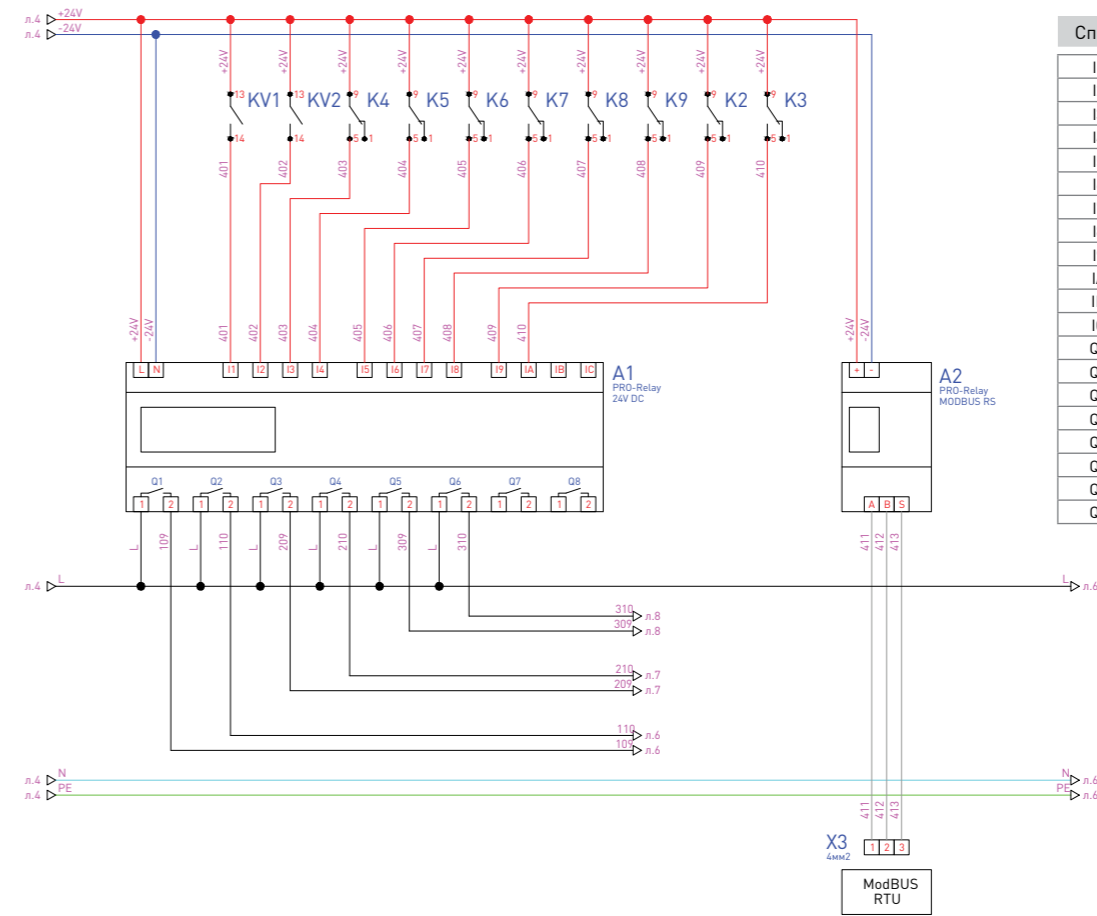 л.4 +24V
л.4 -24V
Сп
+24V +24V +24V +24V +24V +24V +24V +24V +24V +24V
13 KV1 13 KV2 9 K4 9 K5 9 K6 9 K7 9 K8 9 K9 9 K2 9 K3
14 14 5 1 5 1 5 1 5 1 5 1 5 1 5 1 5 1
401 402 403 404 405 406 407 408 409 410
+24V -24V 401 402 403 404 405 406 407 408 409 410 +24V -24V
L N I1 I2 I3 I4 I5 I6 I7 I8 I9 IA IB IC + -
A1
PRO-Relay
24V DC
A2
PRO-Relay
MODBUS RS
Q1 Q2 Q3 Q4 Q5 Q6 Q7 Q8
1 2 1 2 1 2 1 2 1 2 1 2 1 2 1 2 A B S
L 109 L 110 L 209 L 210 L 309 L 310 411 412 413
л.4 L L л.6
310 л.8
309 л.8
210 л.7
209 л.7
110 л.6
109 л.6
л.4 N N л.6
л.4 PE PE л.6
411 412 413
X3
4мм2
1 2 3
ModBUS
RTU